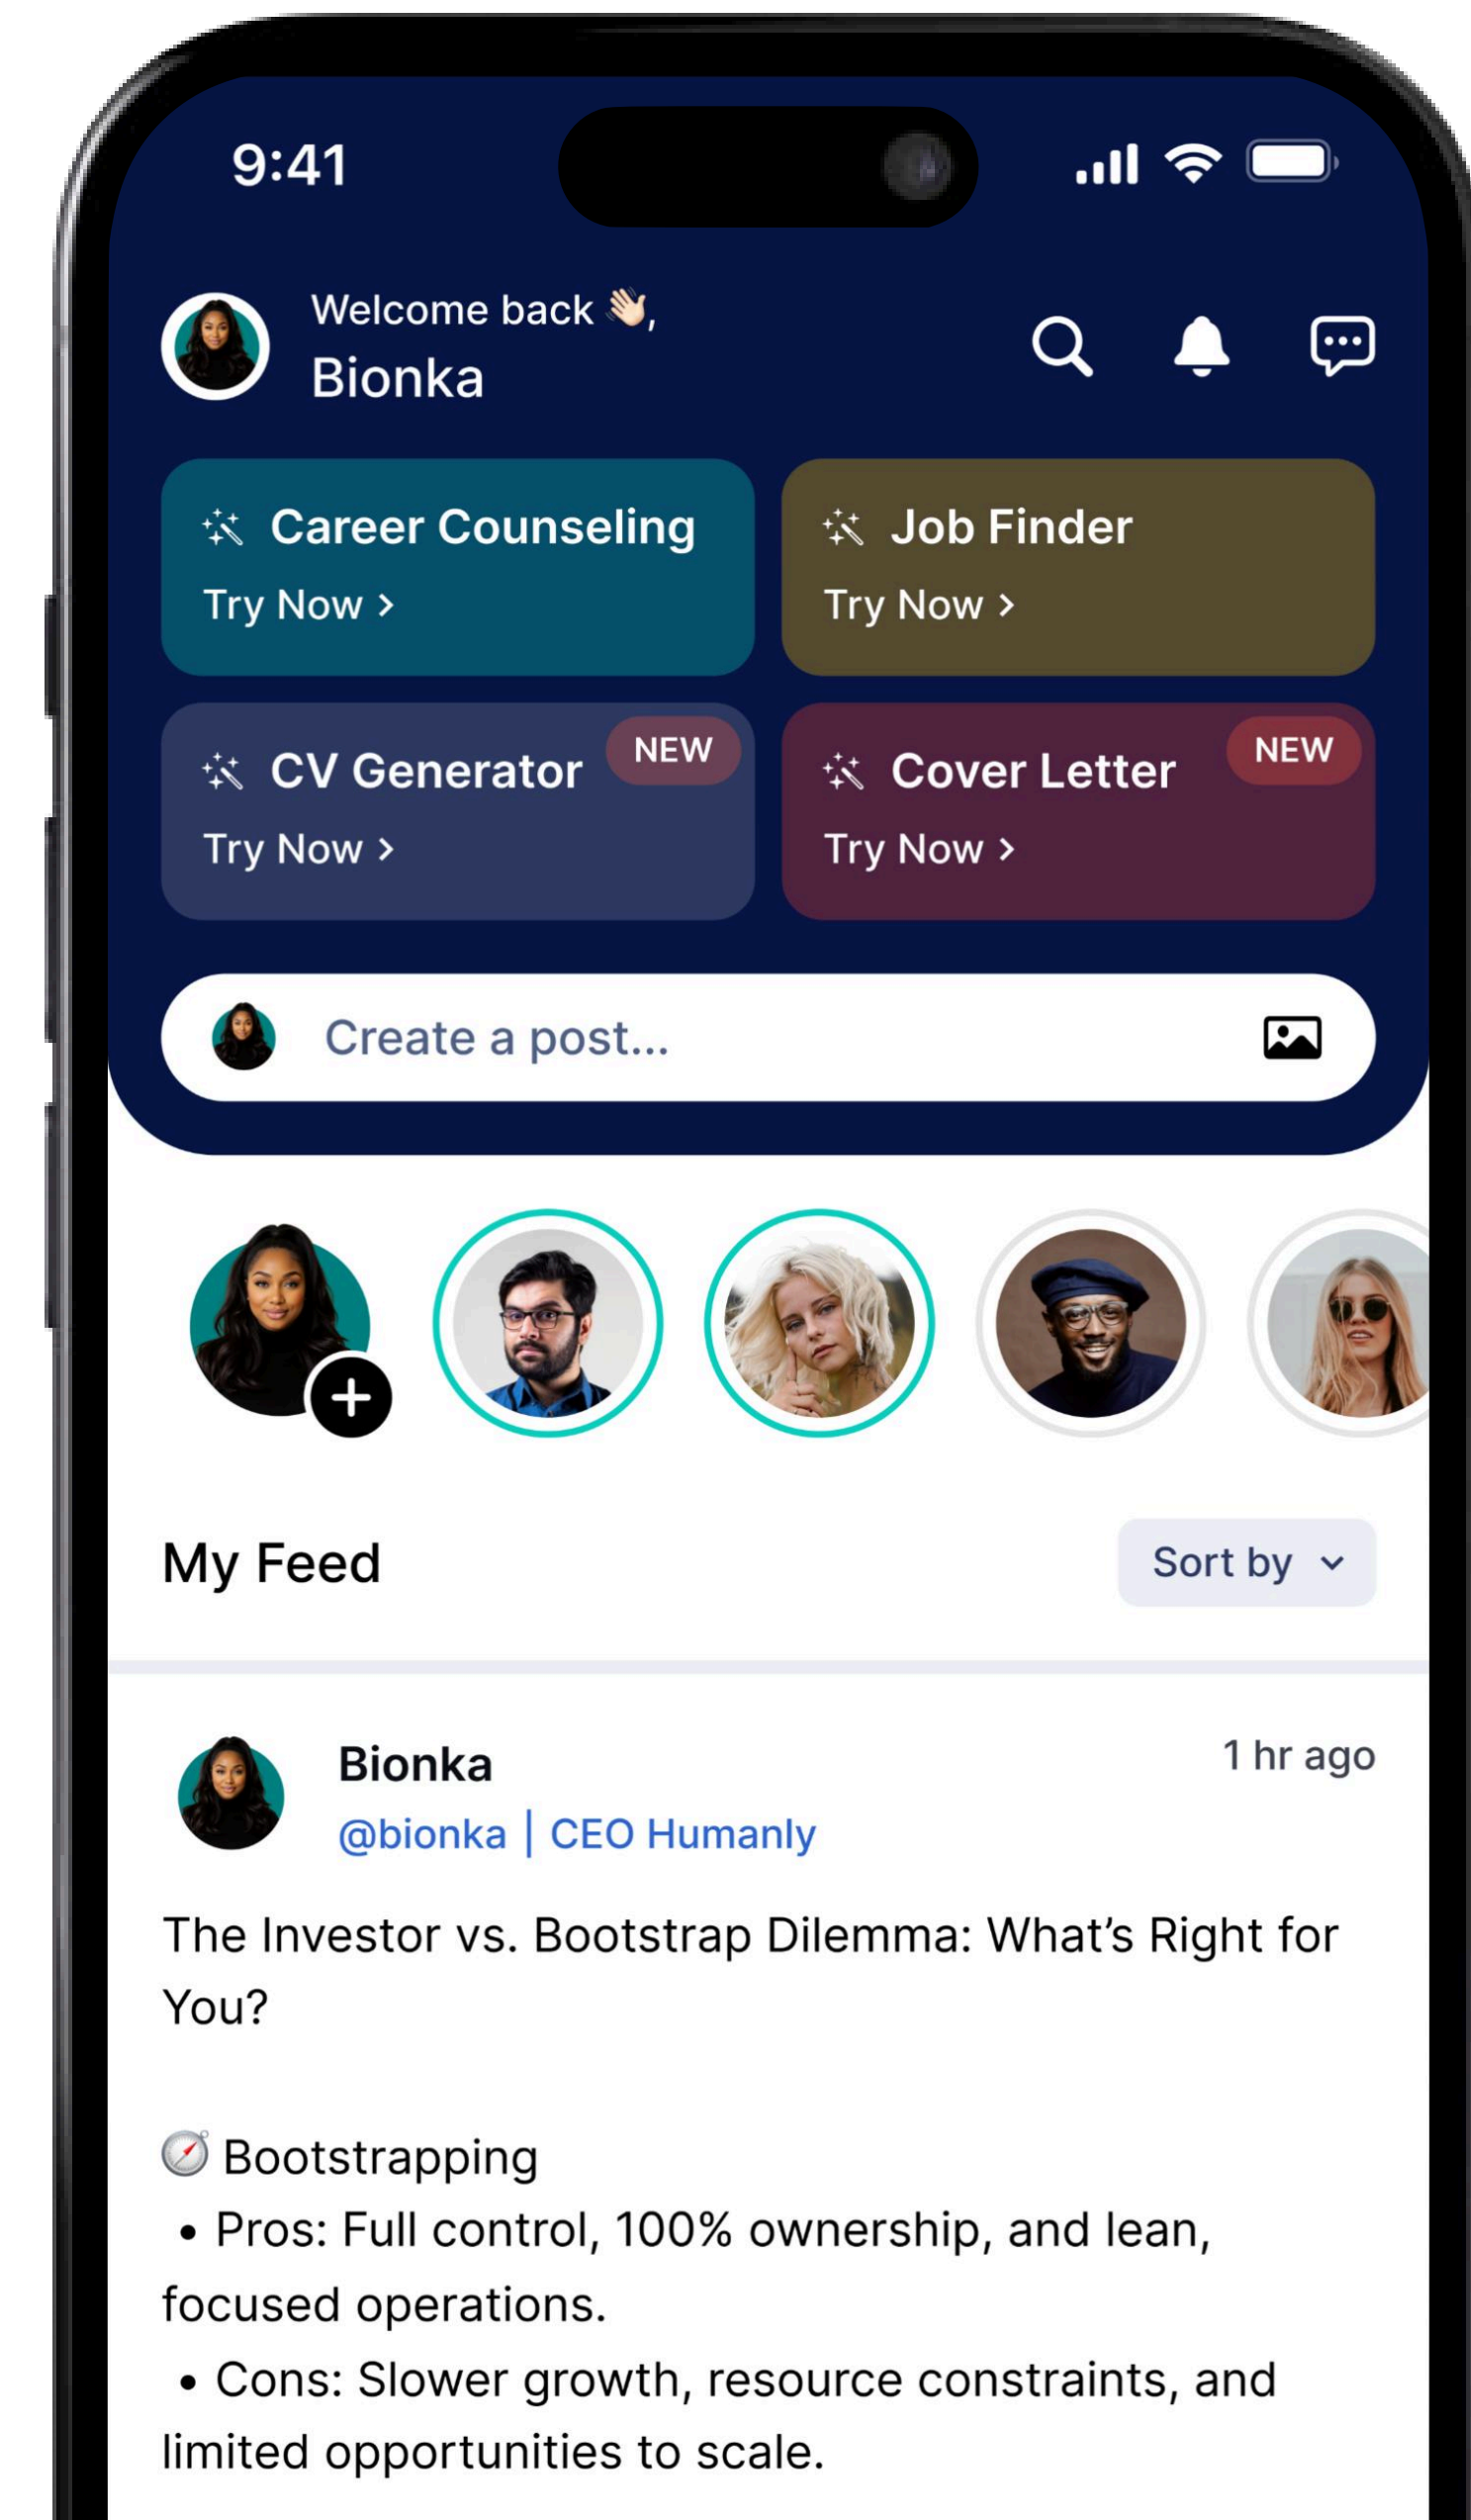 9:41
Welcome back 👋,
Bionka
Career Counseling
Try Now >
Job Finder
Try Now >
CV Generator
NEW
Try Now >
Cover Letter
NEW
Try Now >
Create a post...
My Feed
Sort by
Bionka
1 hr ago
@bionka | CEO Humanly
The Investor vs. Bootstrap Dilemma: What’s Right for
You?
🧭 Bootstrapping
• Pros: Full control, 100% ownership, and lean,
focused operations.
• Cons: Slower growth, resource constraints, and
limited opportunities to scale.